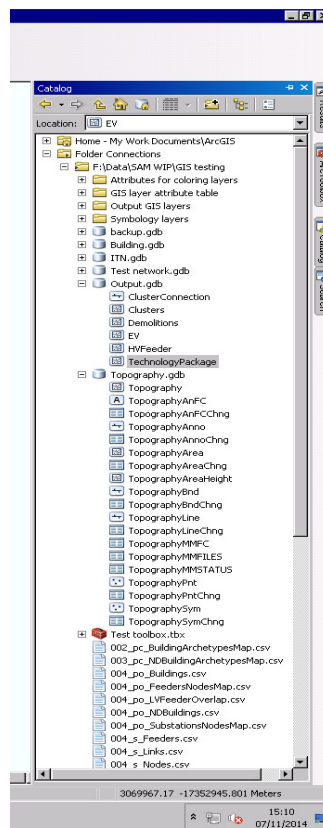 Catalog
Location: EV
Home - My Work Documents\ArcGIS
Folder Connections
F:\Data\SAM WIP\GIS testing
Attributes for coloring layers
GIS layer attribute table
Output GIS layers
Symbology layers
backup.gdb
Building.gdb
ITN.gdb
Test network.gdb
Output.gdb
ClusterConnection
Clusters
Demolitions
EV
HVFeeder
TechnologyPackage
Topography.gdb
Topography
A TopographyAnFC
TopographyAnFCChng
TopographyAnno
TopographyAnnoChng
TopographyArea
TopographyAreaChng
TopographyAreaHeight
TopographyBnd
TopographyBndChng
TopographyLine
TopographyLineChng
TopographyMMFC
TopographyMMFILES
TopographyMMSTATUS
TopographyPnt
TopographyPntChng
TopographySym
TopographySymChng
Test toolbox.tbx
002_pc_BuildingArchetypesMap.csv
003_pc_NDBuildingArchetypesMap.csv
004_po_Buildings.csv
004_po_FeedersNodesMap.csv
004_po_LVFeederOverlap.csv
004_po_NDBuildings.csv
004_po_SubstationsNodesMap.csv
004_s_Feeders.csv
004_s_Links.csv
004_s_Nodes.csv
3069967.17 -17352945.801 Meters
15:10
07/11/2014